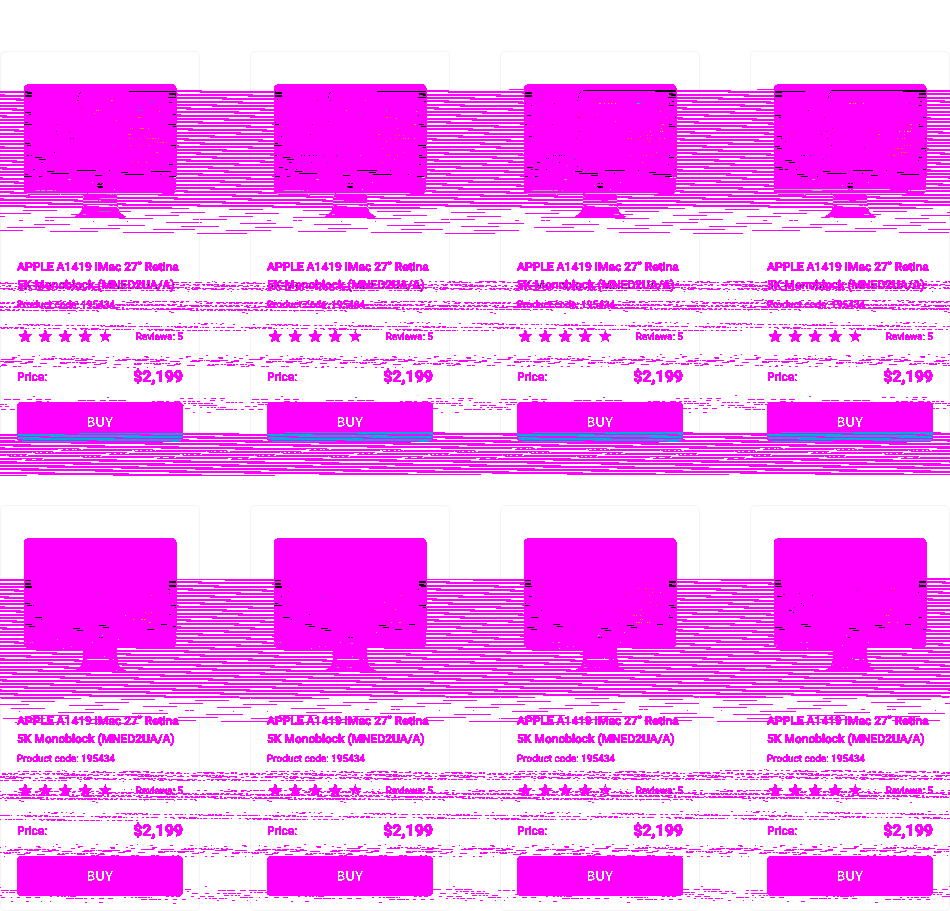 APPLE A1419 iMac 27" Retina
5K Monoblock (MNED2UA/A)
Product code: 195434
Reviews: 5
Price: $2,199
BUY
APPLE A1419 iMac 27" Retina
5K Monoblock (MNED2UA/A)
Product code: 195434
Reviews: 5
Price: $2,199
BUY
APPLE A1419 iMac 27" Retina
5K Monoblock (MNED2UA/A)
Product code: 195434
Reviews: 5
Price: $2,199
BUY
APPLE A1419 iMac 27" Retina
5K Monoblock (MNED2UA/A)
Product code: 195434
Reviews: 5
Price: $2,199
BUY
APPLE A1419 iMac 27" Retina
5K Monoblock (MNED2UA/A)
Product code: 195434
Reviews: 5
Price: $2,199
BUY
APPLE A1419 iMac 27" Retina
5K Monoblock (MNED2UA/A)
Product code: 195434
Reviews: 5
Price: $2,199
BUY
APPLE A1419 iMac 27" Retina
5K Monoblock (MNED2UA/A)
Product code: 195434
Reviews: 5
Price: $2,199
BUY
APPLE A1419 iMac 27" Retina
5K Monoblock (MNED2UA/A)
Product code: 195434
Reviews: 5
Price: $2,199
BUY